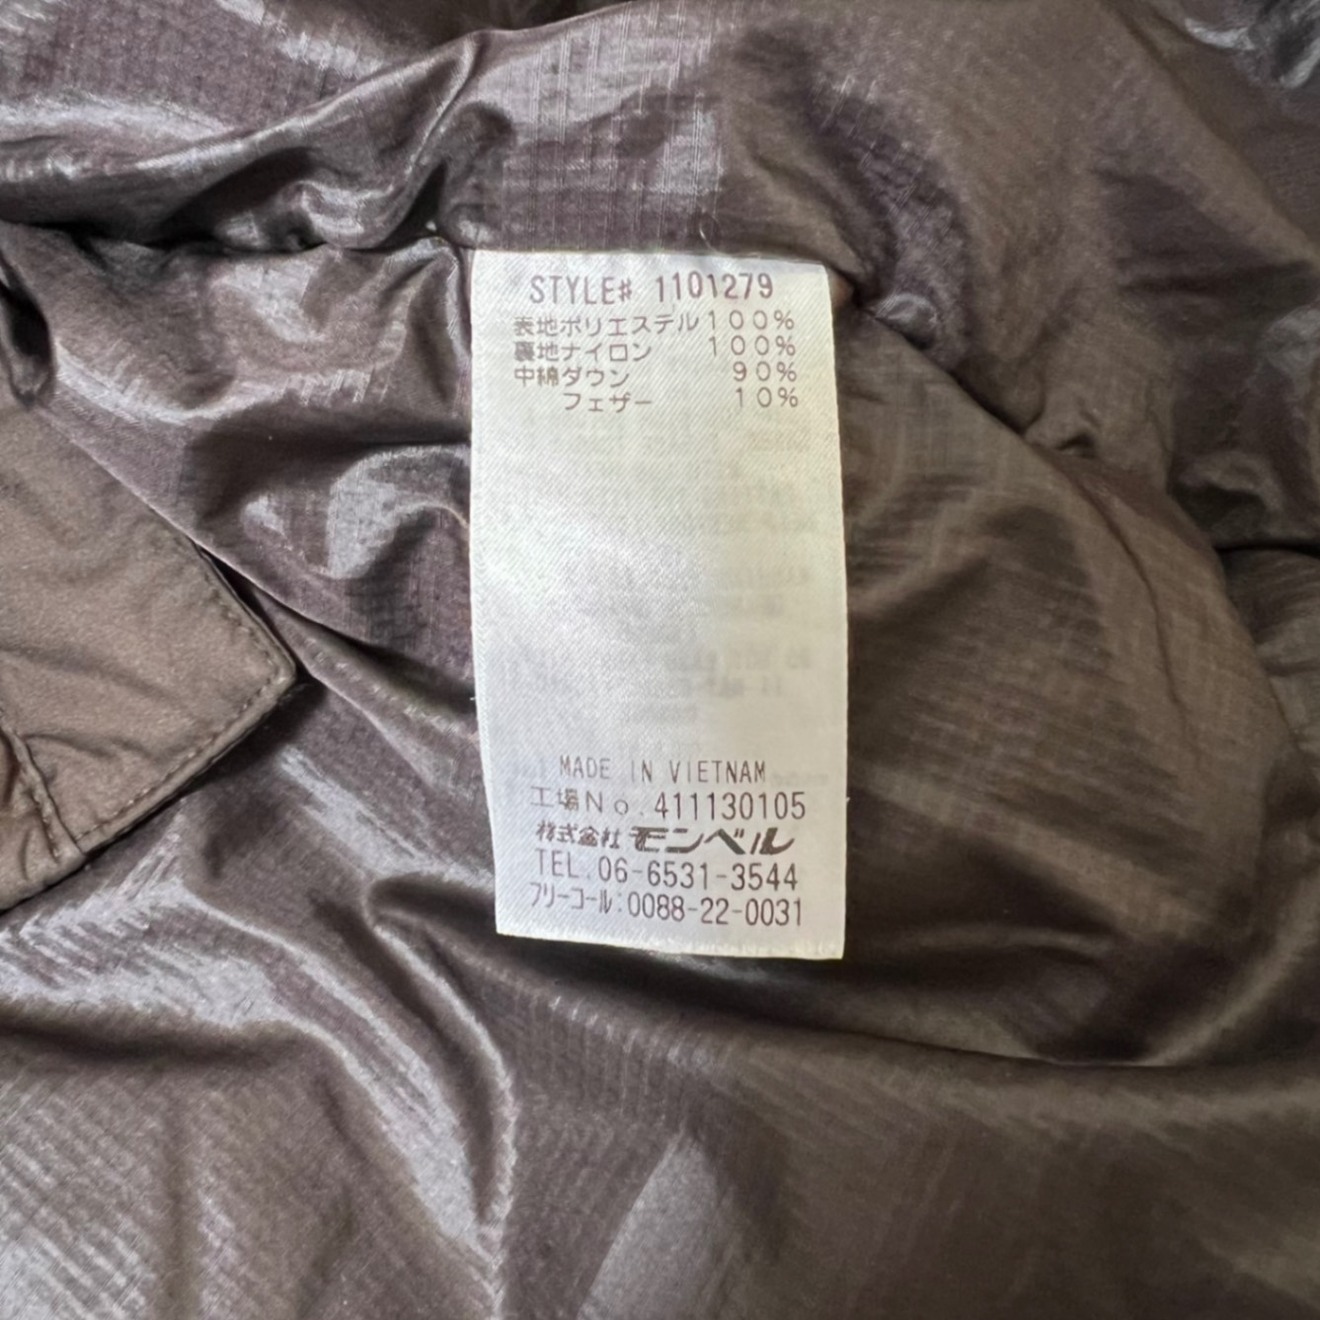 STYLE# 1101279
表地ポリエステル100%
裏地ナイロン 100%
中綿ダウン 90%
フェザー 10%
MADE IN VIETNAM
工場No.411130105
株式会社モンベル
TEL.06-6531-3544
フリーコール:0088-22-0031